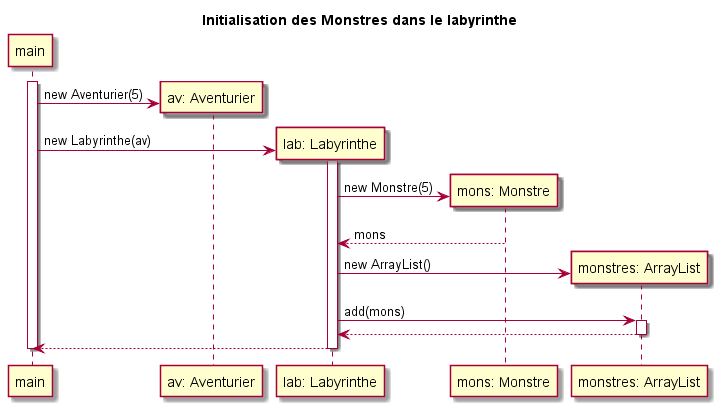 Initialisation des Monstres dans le labyrinthe
main
new Aventurier(5)
av: Aventurier
new Labyrinthe(av)
lab: Labyrinthe
new Monstre(5)
mons: Monstre
mons
new ArrayList()
monstres: ArrayList
add(mons)
main
av: Aventurier
lab: Labyrinthe
mons: Monstre
monstres: ArrayList